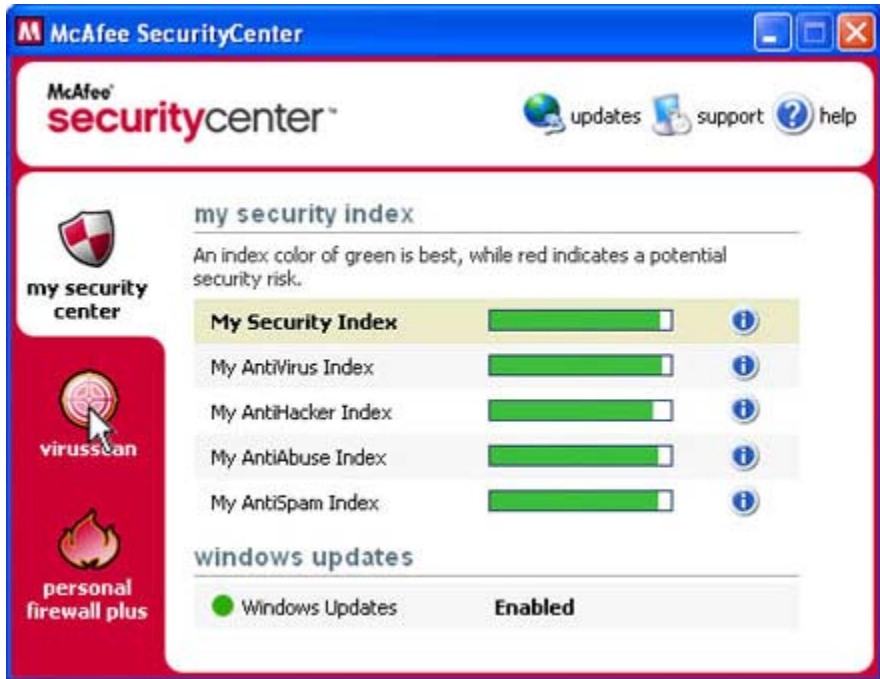 McAfee SecurityCenter
McAfee®
securitycenter™
updates
support
help
my security center
virusscan
personal firewall plus
my security index
An index color of green is best, while red indicates a potential
security risk.
My Security Index
My AntiVirus Index
My AntiHacker Index
My AntiAbuse Index
My AntiSpam Index
windows updates
Windows Updates Enabled